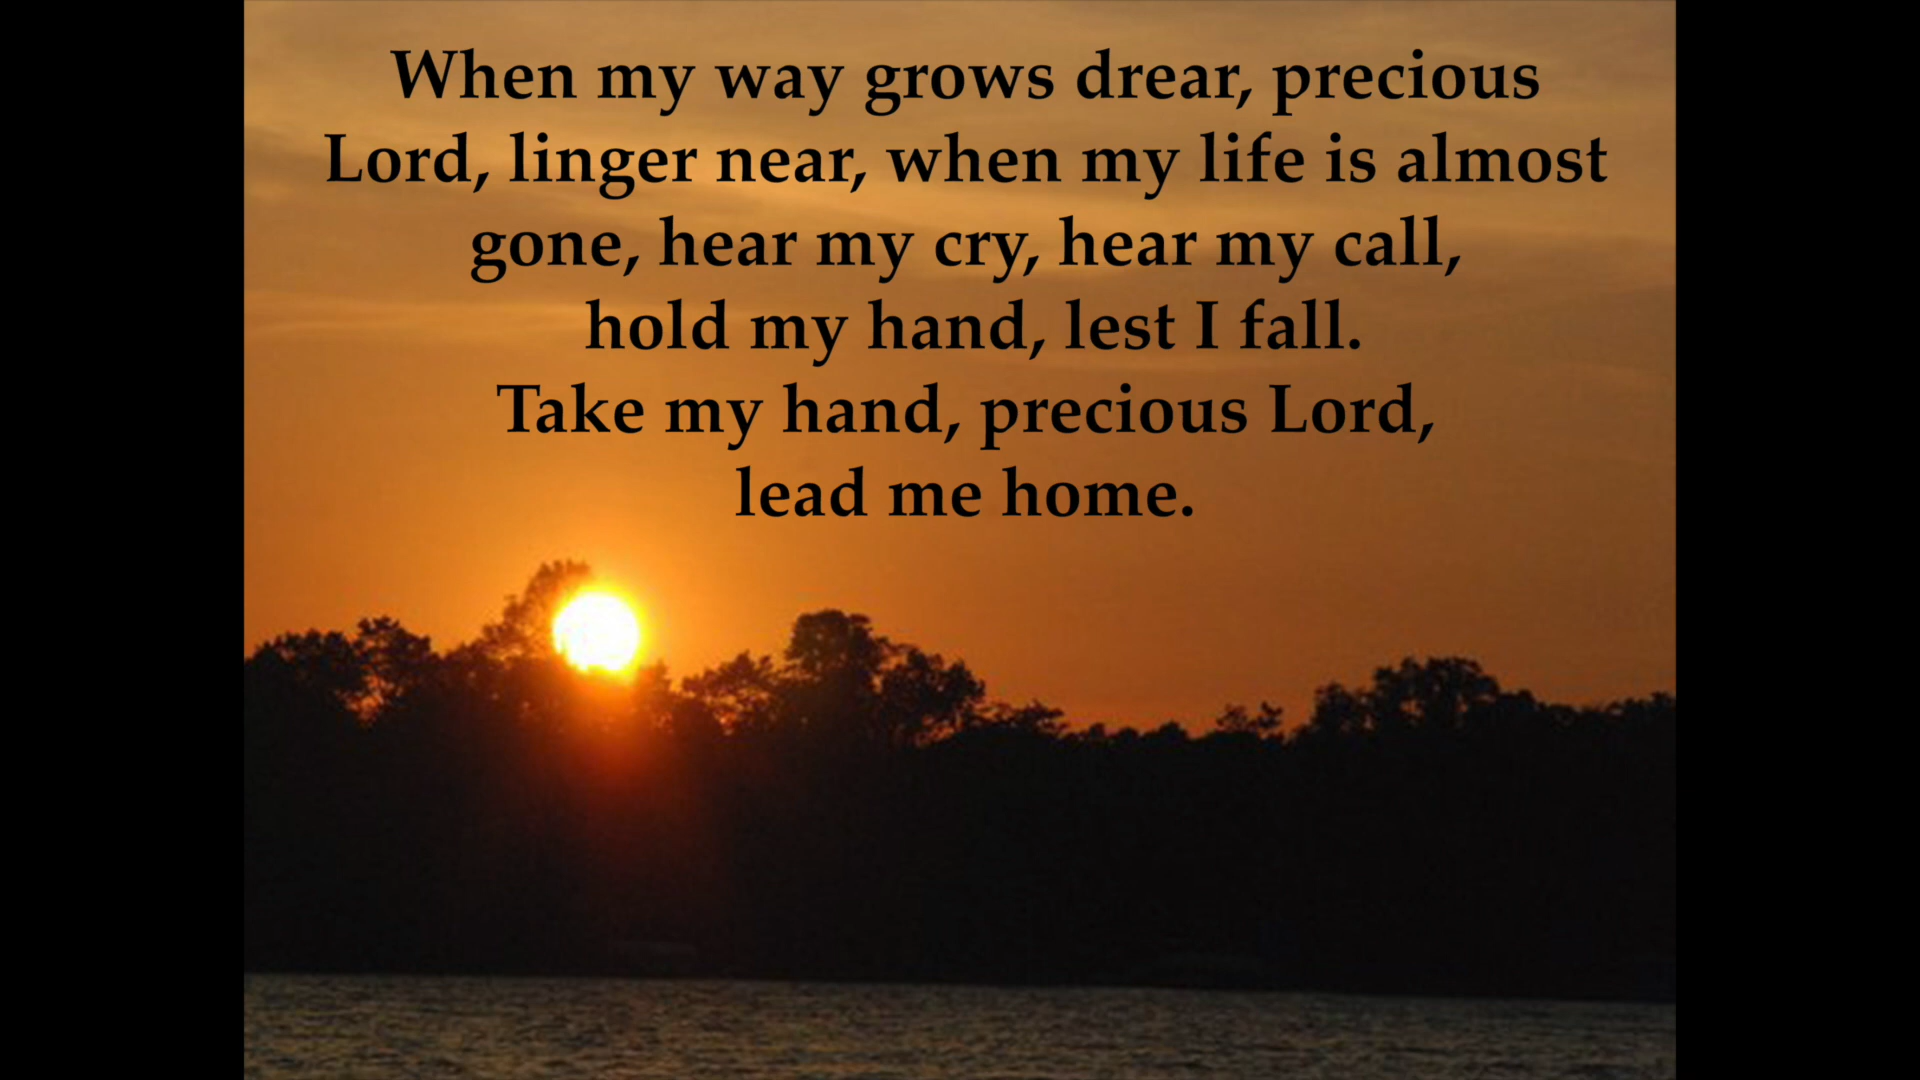 When my way grows drear, precious
Lord, linger near, when my life is almost
gone, hear my cry, hear my call,
hold my hand, lest I fall.
Take my hand, precious Lord,
lead me home.